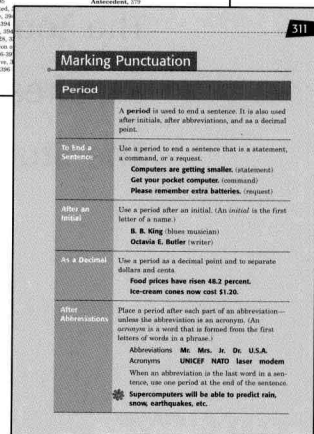 Antecedent, 379
394
311
Marking Punctuation
Period
A period is used to end a sentence. It is also used
after initials, after abbreviations, and as a decimal
point.
To End a
Sentence
Use a period to end a sentence that is a statement,
a command, or a request.
Computers are getting smaller. (statement)
Get your pocket computer. (command)
Please remember extra batteries. (request)
After an
Initial
Use a period after an initial. (An initial is the first
letter of a name.)
B. B. King (blues musician)
Octavia E. Butler (writer)
As a Decimal
Use a period as a decimal point and to separate
dollars and cents.
Food prices have risen 48.2 percent.
Ice-cream cones now cost $1.20.
After
Abbreviations
Place a period after each part of an abbreviation—
unless the abbreviation is an acronym. (An
acronym is a word that is formed from the first
letters of words in a phrase.)
Abbreviations Mr. Mrs. Jr. Dr. U.S.A.
Acronyms UNICEF NATO laser modem
When an abbreviation is the last word in a sen-
tence, use one period at the end of the sentence.
Supercomputers will be able to predict rain,
snow, earthquakes, etc.